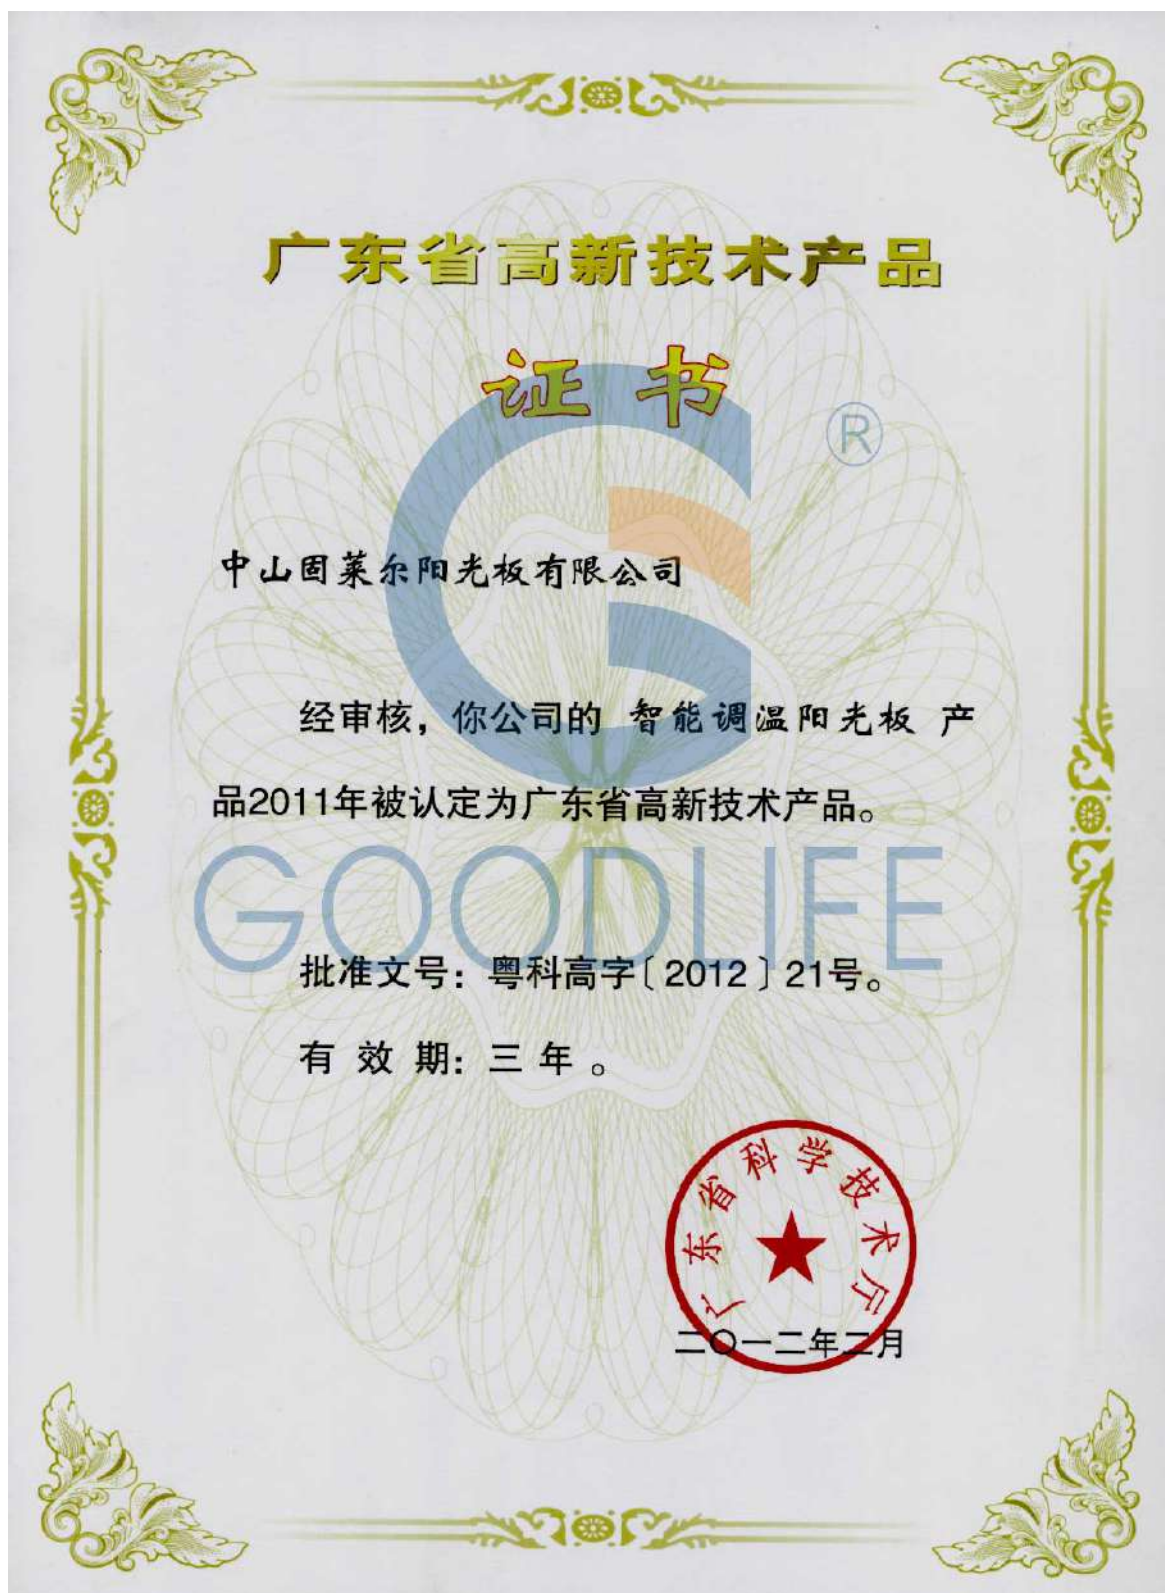 广东省高新技术产品
证书
®
中山固莱尔阳光板有限公司
经审核，你公司的 智能调温阳光板 产
品2011年被认定为广东省高新技术产品。
GOODLIFE
批准文号：粤科高字〔2012〕21号。
有效期：三年。
广东省科学技术厅
二〇一二年二月